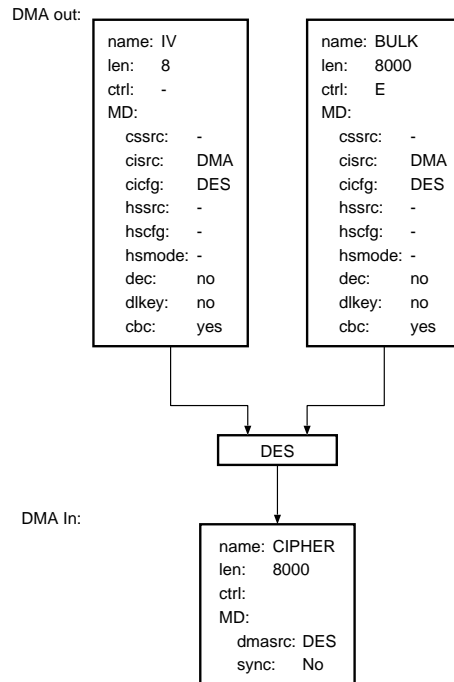 DMA out:
name: IV
len: 8
ctrl: -
MD:
cssrc: -
cisrc: DMA
cicfg: DES
hssrc: -
hscfg: -
hsmode: -
dec: no
dlkey: no
cbc: yes
name: BULK
len: 8000
ctrl: E
MD:
cssrc: -
cisrc: DMA
cicfg: DES
hssrc: -
hscfg: -
hsmode: -
dec: no
dlkey: no
cbc: yes
DES
DMA In:
name: CIPHER
len: 8000
ctrl:
MD:
dmasrc: DES
sync: No